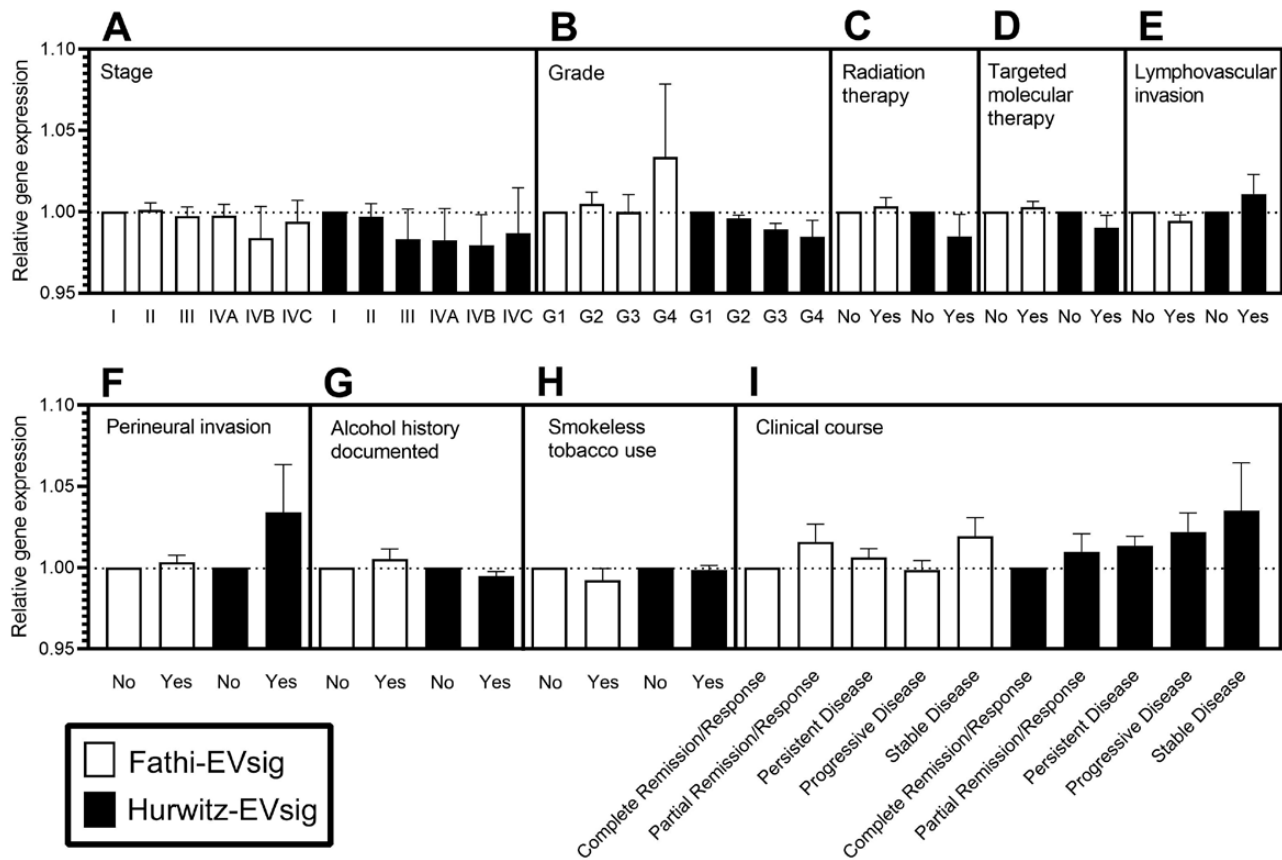 A B C D E
Relative gene expression
1.10
1.05
1.00
0.95
Stage
Grade
Radiation
therapy
Targeted
molecular
therapy
Lymphovascular
invasion
I II III IVA IVB IVC I II III IVA IVB IVC G1 G2 G3 G4 G1 G2 G3 G4 No Yes No Yes No Yes No Yes No Yes No Yes
F G H I
Relative gene expression
1.10
1.05
1.00
0.95
Perineural invasion
Alcohol history
documented
Smokeless
tobacco use
Clinical course
No Yes No Yes No Yes No Yes No Yes No Yes
Complete Remission/Response
Partial Remission/Response
Persistent Disease
Progressive Disease
Stable Disease
Complete Remission/Response
Partial Remission/Response
Persistent Disease
Progressive Disease
Stable Disease
Fathi-EVsig
Hurwitz-EVsig